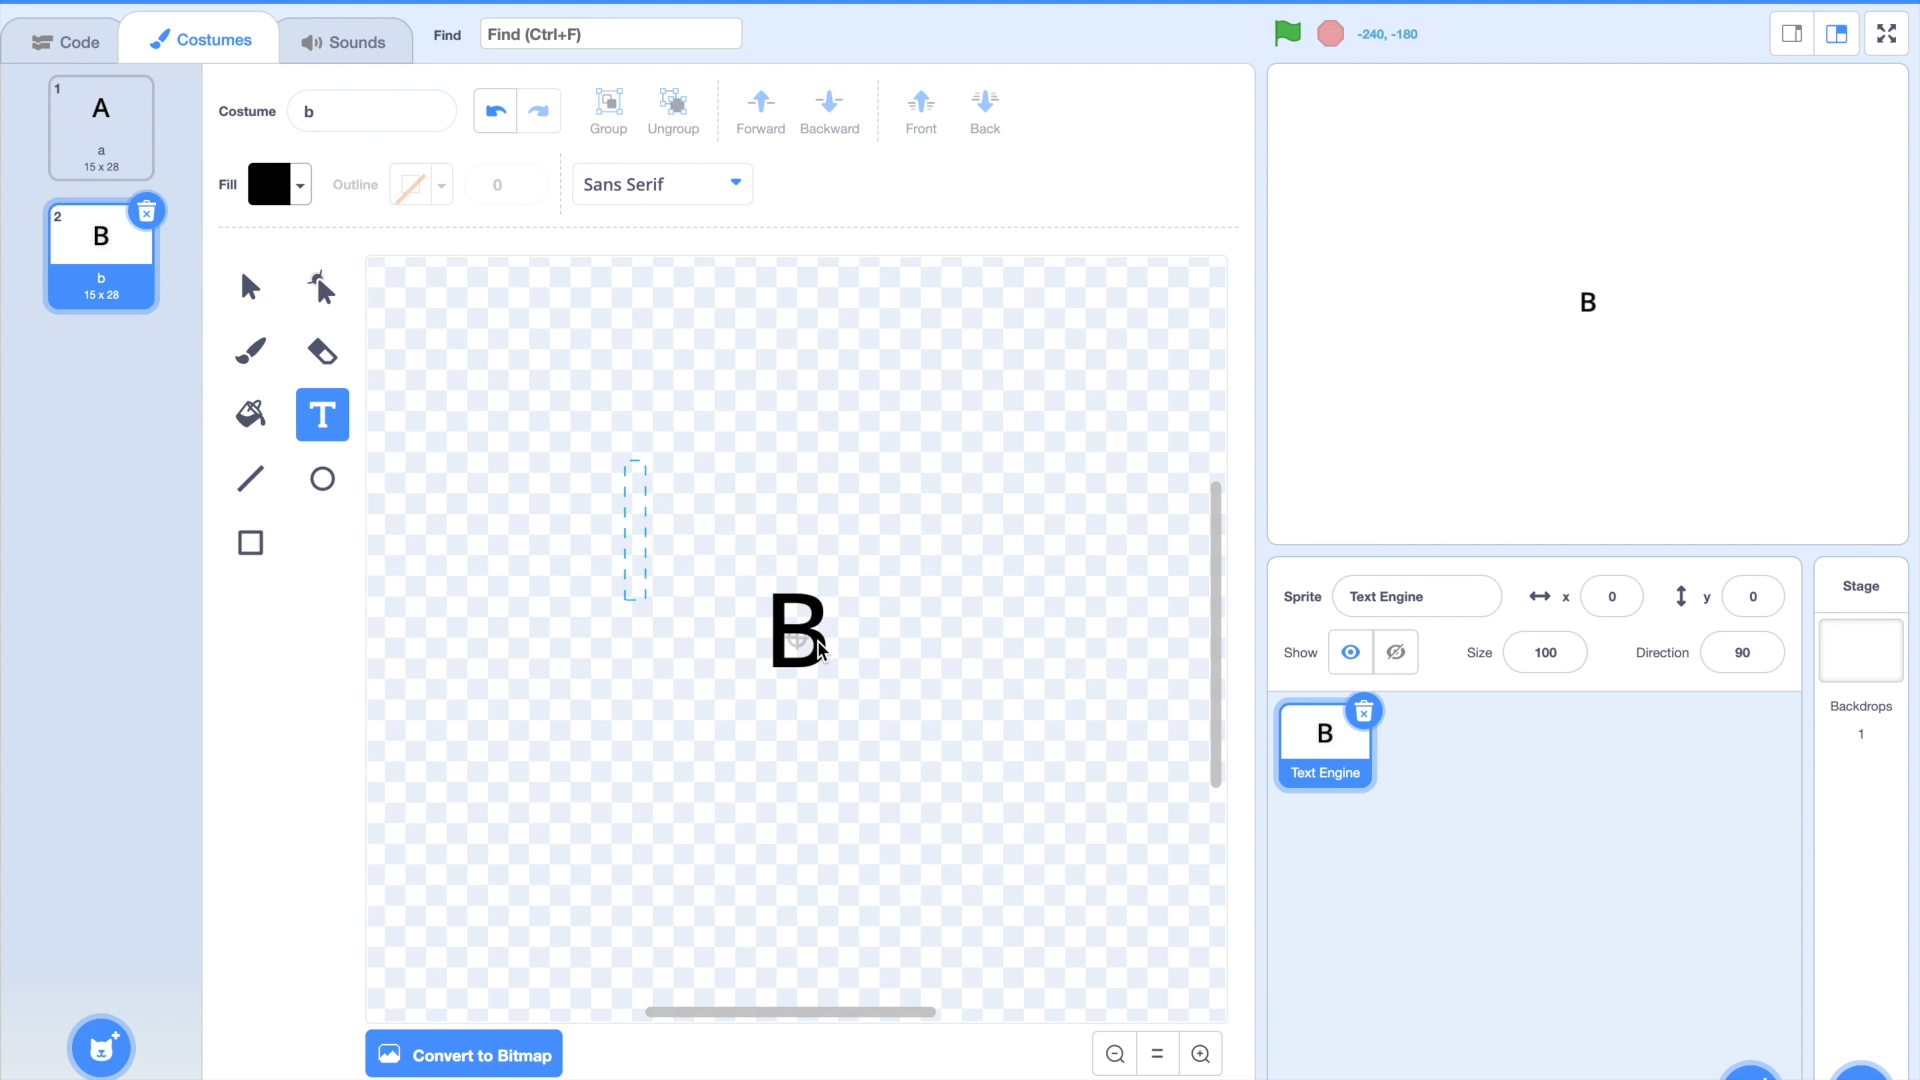 Code
Costumes
Sounds
Find
Find (Ctrl+F)
-240, -180
1
A
a
15 x 28
2
B
b
15 x 28
Costume
b
Group
Ungroup
Forward
Backward
Front
Back
Fill
Outline
0
Sans Serif
T
B
Convert to Bitmap
B
Sprite
Text Engine
x
0
y
0
Show
Size
100
Direction
90
B
Text Engine
Stage
Backdrops
1